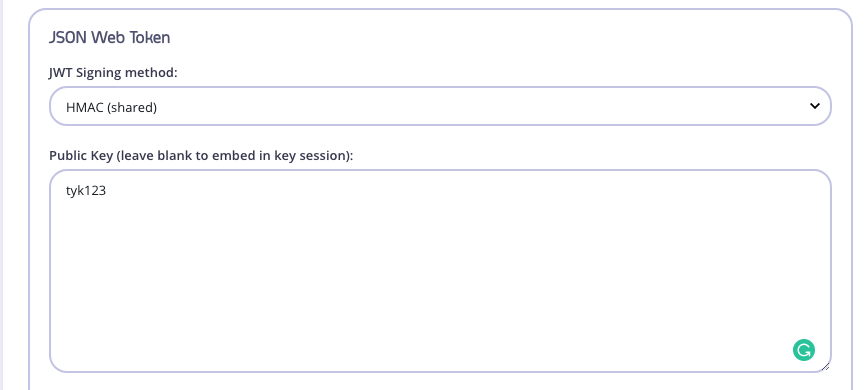 JSON Web Token
JWT Signing method:
HMAC (shared)
Public Key (leave blank to embed in key session):
tyk123